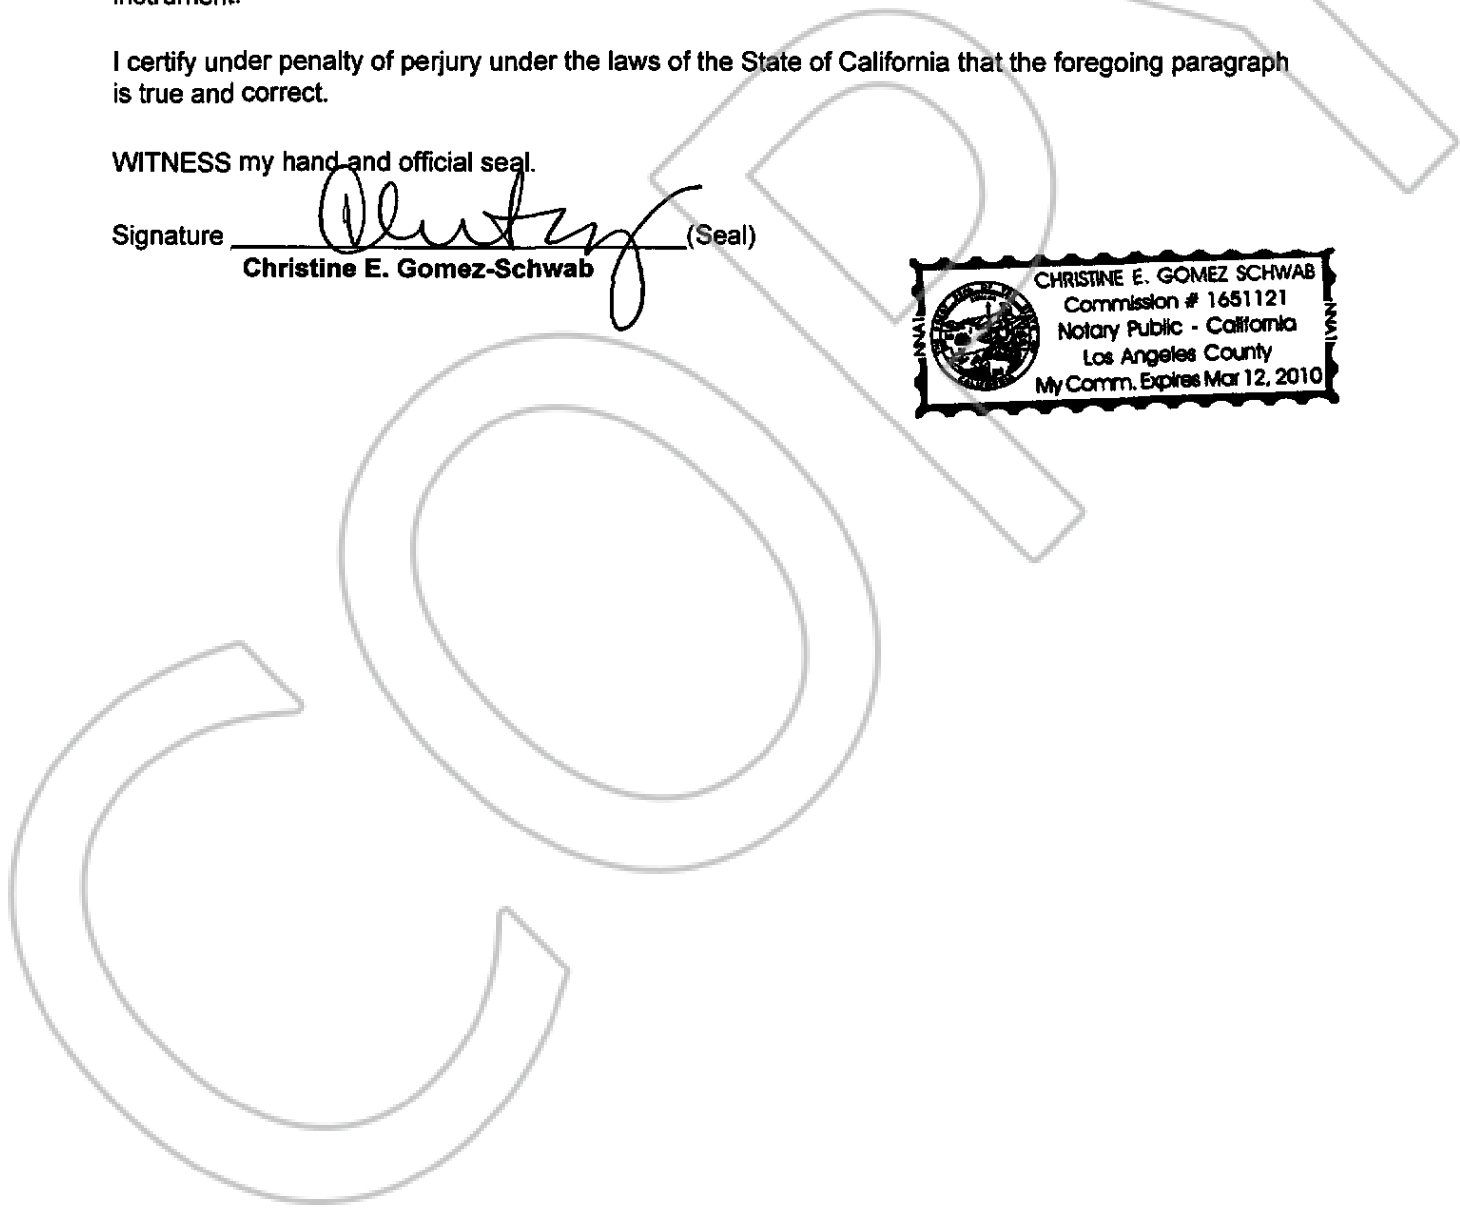 instrument.
I certify under penalty of perjury under the laws of the State of California that the foregoing paragraph
is true and correct.
WITNESS my hand and official seal.
Signature (Seal)
Christine E. Gomez-Schwab
CHRISTINE E. GOMEZ SCHWAB
Commission # 1651121
Notary Public - California
Los Angeles County
My Comm. Expires Mar 12, 2010
NNA1
NNA1
COPY